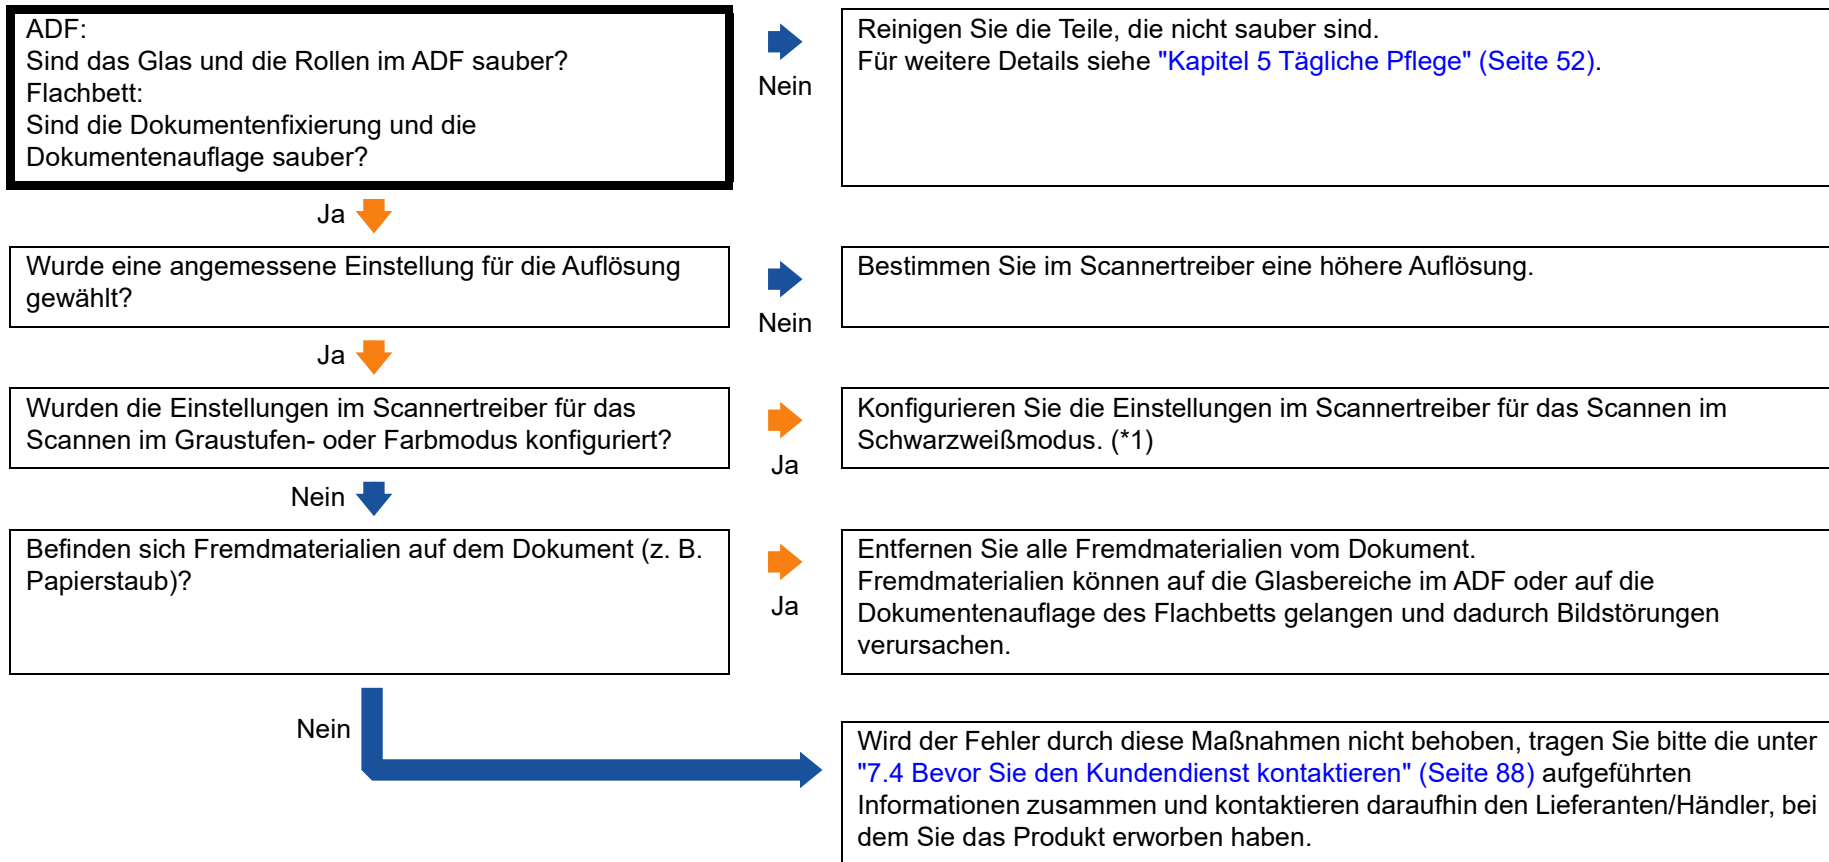 ADF:
Sind das Glas und die Rollen im ADF sauber?
Flachbett:
Sind die Dokumentenfixierung und die
Dokumentenauflage sauber?
Nein
Reinigen Sie die Teile, die nicht sauber sind.
Für weitere Details siehe "Kapitel 5 Tägliche Pflege" (Seite 52).
Ja
Wurde eine angemessene Einstellung für die Auflösung
gewählt?
Nein
Bestimmen Sie im Scannertreiber eine höhere Auflösung.
Ja
Wurden die Einstellungen im Scannertreiber für das
Scannen im Graustufen- oder Farbmodus konfiguriert?
Ja
Konfigurieren Sie die Einstellungen im Scannertreiber für das Scannen im
Schwarzweißmodus. (*1)
Nein
Befinden sich Fremdmaterialien auf dem Dokument (z. B.
Papierstaub)?
Ja
Entfernen Sie alle Fremdmaterialien vom Dokument.
Fremdmaterialien können auf die Glasbereiche im ADF oder auf die
Dokumentenauflage des Flachbetts gelangen und dadurch Bildstörungen
verursachen.
Nein
Wird der Fehler durch diese Maßnahmen nicht behoben, tragen Sie bitte die unter
"7.4 Bevor Sie den Kundendienst kontaktieren" (Seite 88) aufgeführten
Informationen zusammen und kontaktieren daraufhin den Lieferanten/Händler, bei
dem Sie das Produkt erworben haben.